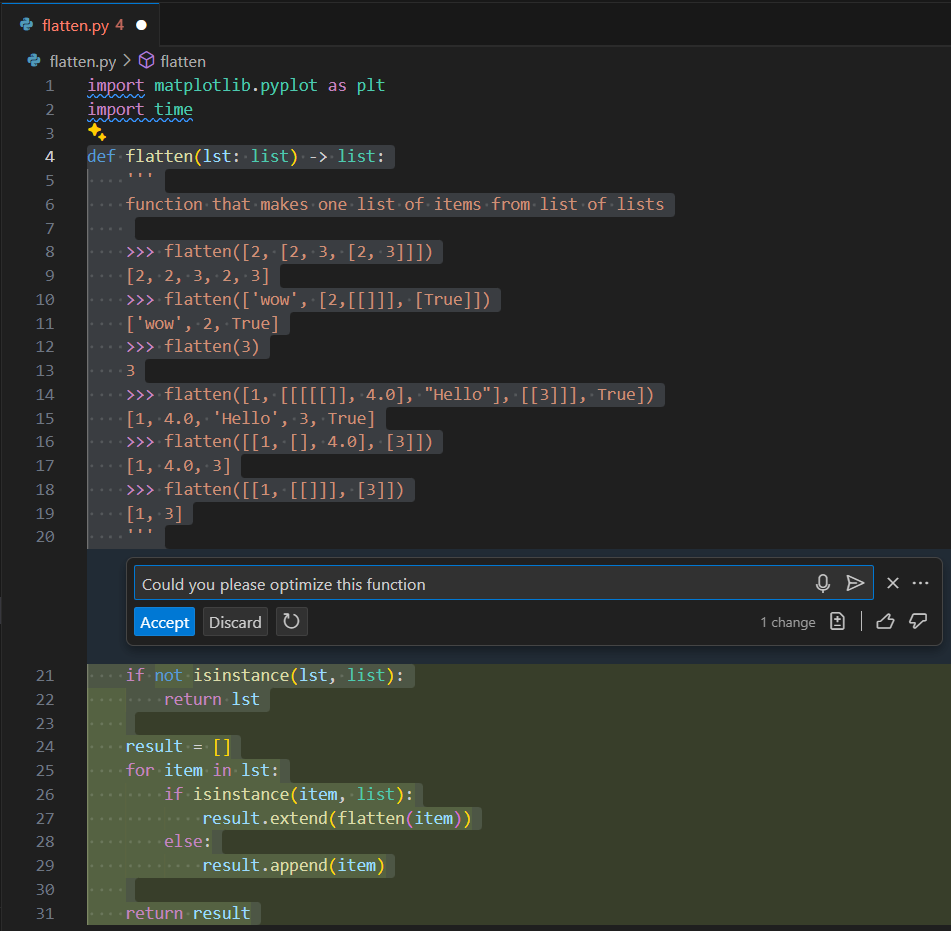 flatten.py 4
flatten.py > flatten
1 import matplotlib.pyplot as plt
2 import time
3
4 def flatten(lst: list) -> list:
5     '''
6     function that makes one list of items from list of lists
7
8     >>> flatten([2, [2, 3, [2, 3]]])
9     [2, 2, 3, 2, 3]
10     >>> flatten(['wow', [2,[[]]], [True]])
11     ['wow', 2, True]
12     >>> flatten(3)
13     3
14     >>> flatten([1, [[[[[]], 4.0], "Hello"], [[3]]], True])
15     [1, 4.0, 'Hello', 3, True]
16     >>> flatten([[1, [], 4.0], [3]])
17     [1, 4.0, 3]
18     >>> flatten([[1, [[]]], [3]])
19     [1, 3]
20     '''
Could you please optimize this function
Accept Discard 1 change
21     if not isinstance(lst, list):
22         return lst
23
24     result = []
25     for item in lst:
26         if isinstance(item, list):
27             result.extend(flatten(item))
28         else:
29             result.append(item)
30
31     return result